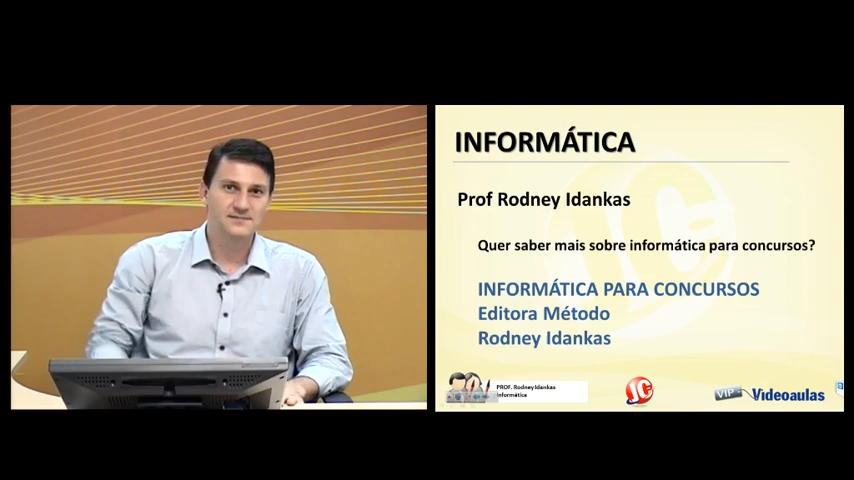 INFORMÁTICA
Prof Rodney Idankas
Quer saber mais sobre informática para concursos?
INFORMÁTICA PARA CONCURSOS
Editora Método
Rodney Idankas
PROF. Rodney Idankas
Informática
JC
VIP Videoaulas